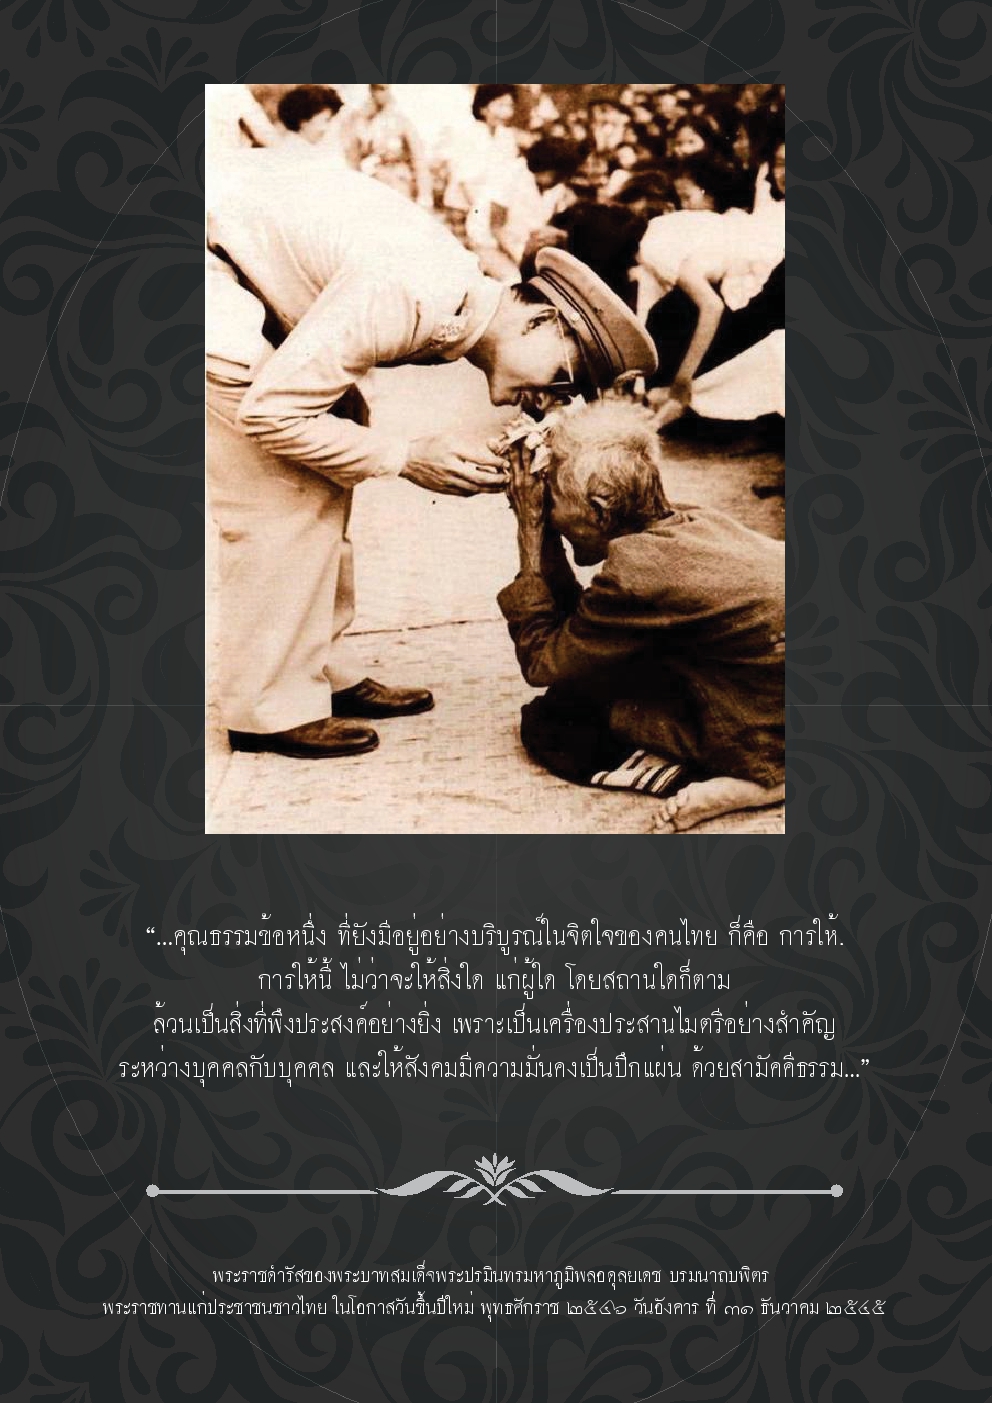 “...คุณธรรมข้อหนึ่ง ที่ยังมีอยู่อย่างบริบูรณ์ในจิตใจของคนไทย ก็คือ การให้.
การให้นี้ ไม่ว่าจะให้สิ่งใด แก่ผู้ใด โดยสถานใดก็ตาม
ล้วนเป็นสิ่งที่พึงประสงค์อย่างยิ่ง เพราะเป็นเครื่องประสานไมตรีอย่างสำคัญ
ระหว่างบุคคลกับบุคคล และให้สังคมมีความมั่นคงเป็นปึกแผ่น ด้วยสามัคคีธรรม...”
พระราชดำรัสของพระบาทสมเด็จพระปรมินทรมหาภูมิพลอดุลยเดช บรมนาถบพิตร
พระราชทานแก่ประชาชนชาวไทย ในโอกาสวันขึ้นปีใหม่ พุทธศักราช ๒๕๔๖ วันอังคาร ที่ ๓๑ ธันวาคม ๒๕๔๕